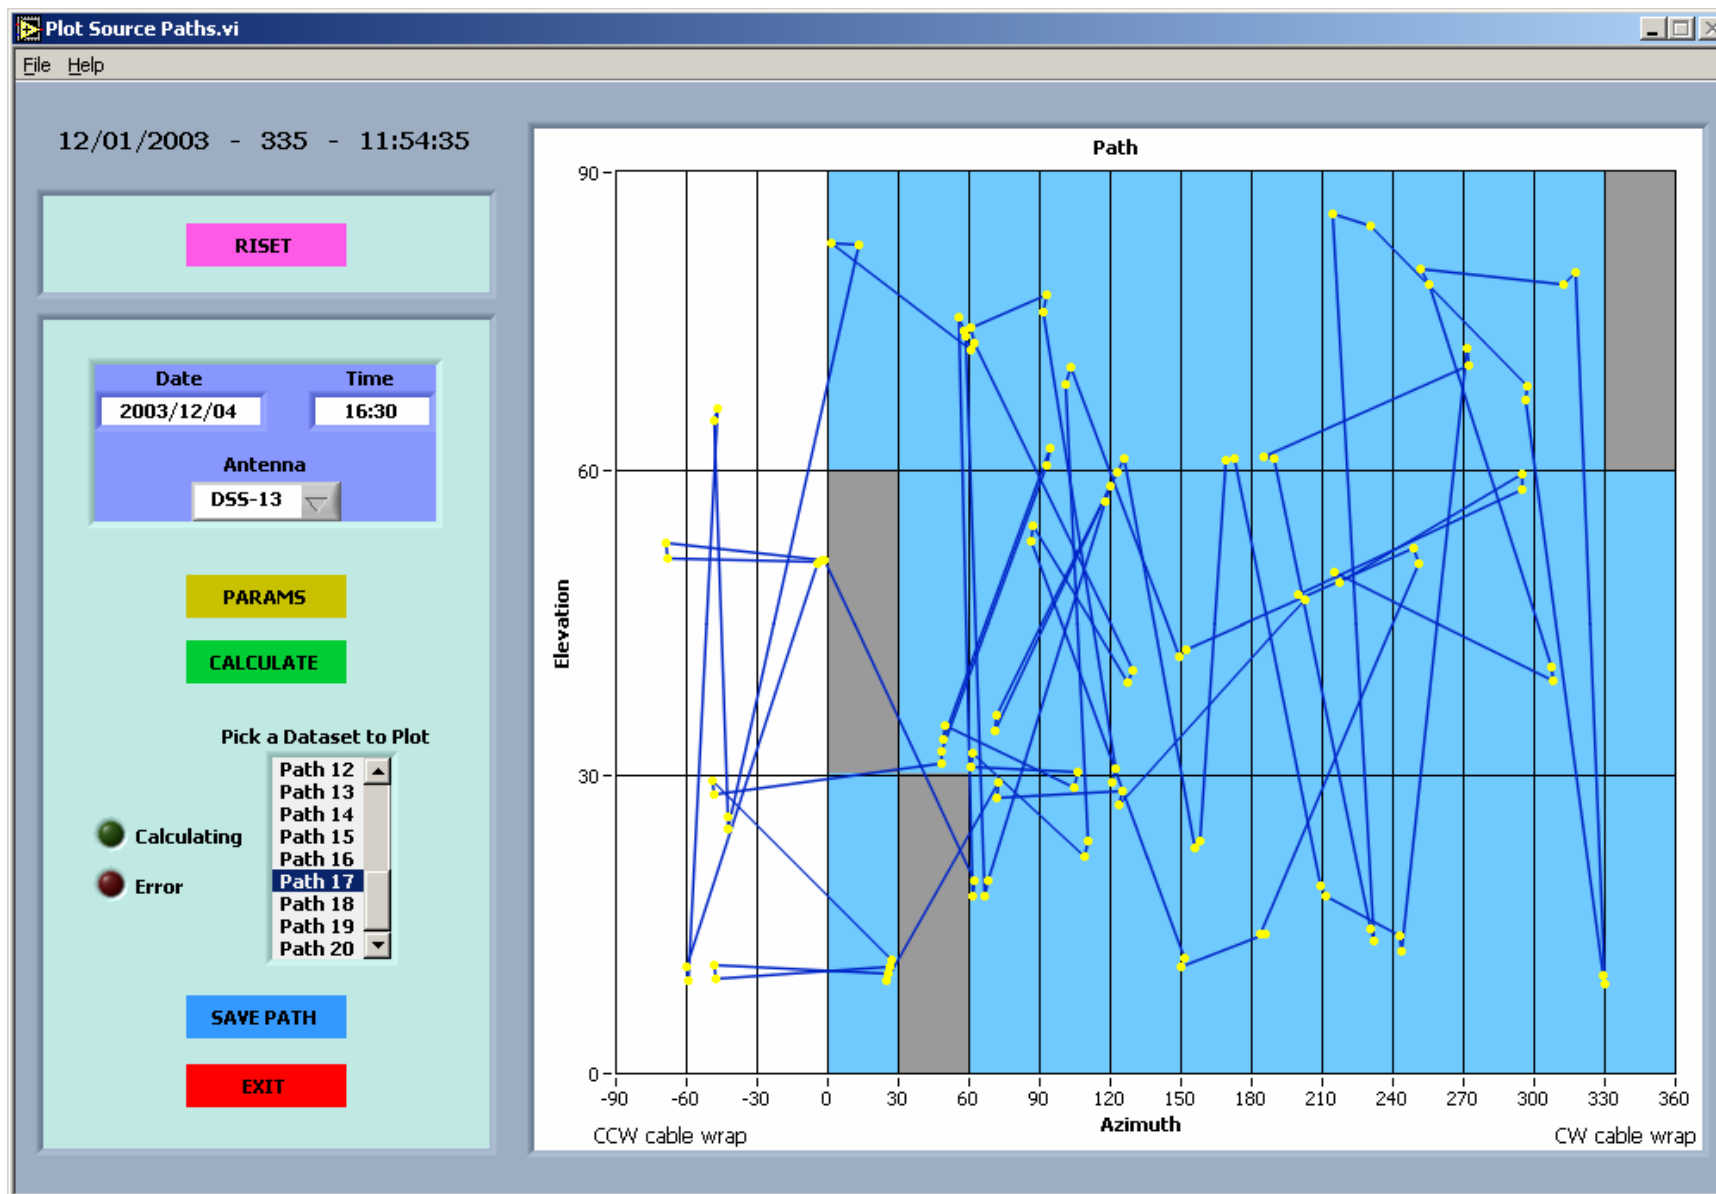 Plot Source Paths.vi
File Help
12/01/2003 - 335 - 11:54:35
RISET
Date Time
2003/12/04 16:30
Antenna
DSS-13
PARAMS
CALCULATE
Pick a Dataset to Plot
Path 12
Path 13
Path 14
Path 15
Path 16
Path 17
Path 18
Path 19
Path 20
Calculating
Error
SAVE PATH
EXIT
Path
90
60
30
0
Elevation
-90 -60 -30 0 30 60 90 120 150 180 210 240 270 300 330 360
Azimuth
CCW cable wrap CW cable wrap